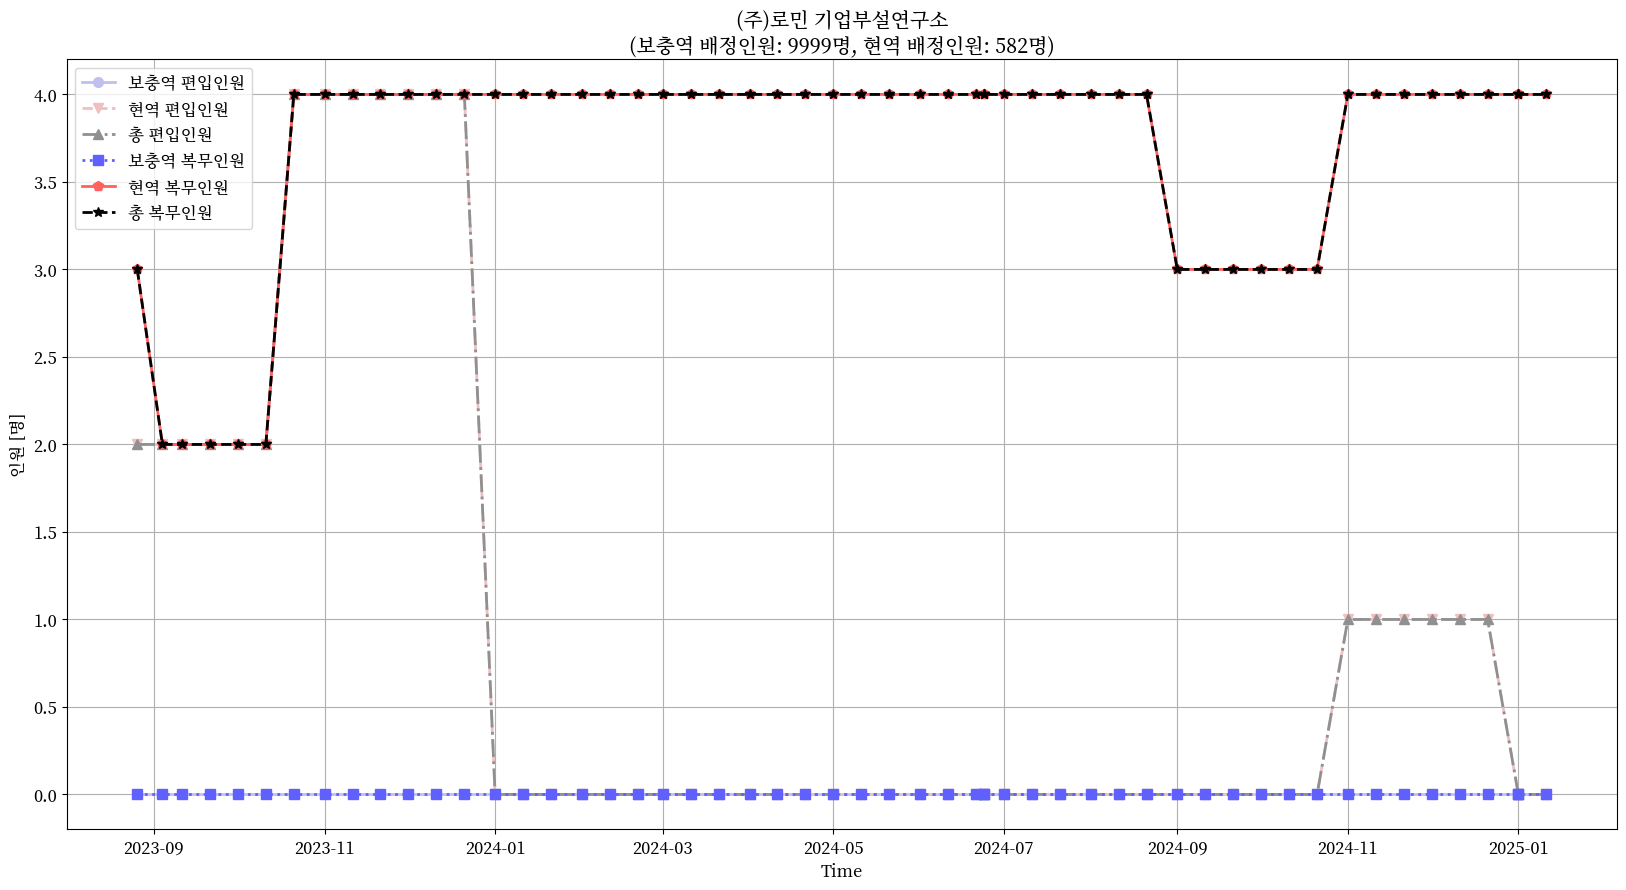 (주)로민 기업부설연구소
(보충역 배정인원: 9999명, 현역 배정인원: 582명)
보충역 편입인원
현역 편입인원
총 편입인원
보충역 복무인원
현역 복무인원
총 복무인원
4.0
3.5
3.0
2.5
2.0
1.5
1.0
0.5
0.0
인원 [명]
2023-09
2023-11
2024-01
2024-03
2024-05
2024-07
2024-09
2024-11
2025-01
Time